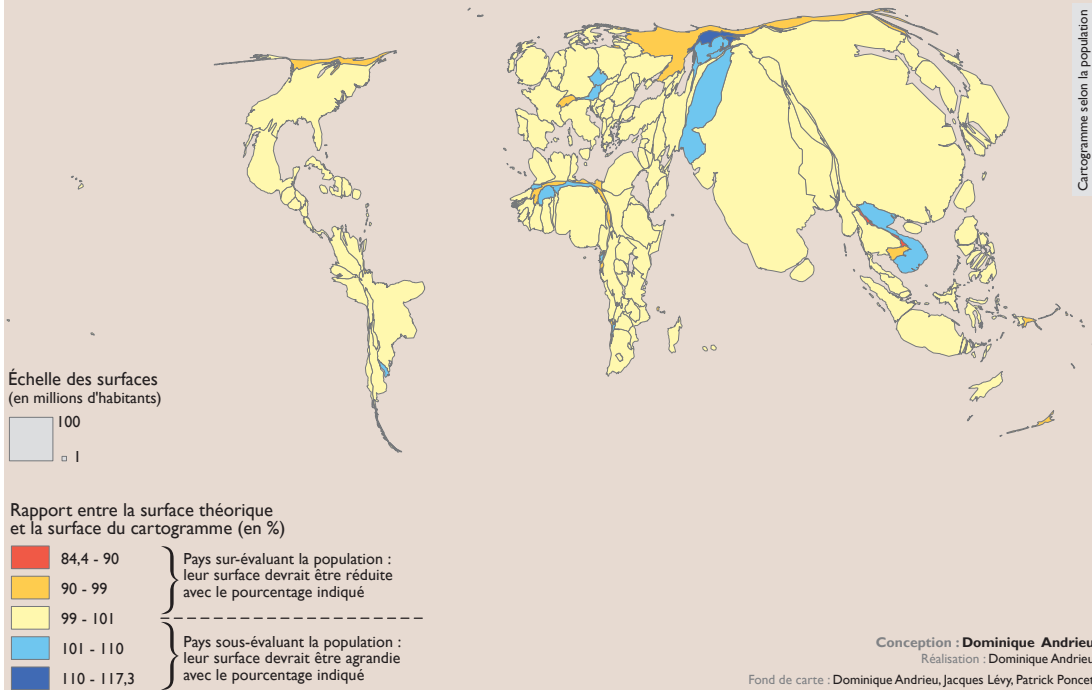 Cartogramme selon la population
Échelle des surfaces
(en millions d'habitants)
100
1
Rapport entre la surface théorique
et la surface du cartogramme (en %)
84,4 - 90
90 - 99
99 - 101
101 - 110
110 - 117,3
Pays sur-évaluant la population :
leur surface devrait être réduite
avec le pourcentage indiqué
Pays sous-évaluant la population :
leur surface devrait être agrandie
avec le pourcentage indiqué
Conception : Dominique Andrieu
Réalisation : Dominique Andrieu
Fond de carte : Dominique Andrieu, Jacques Lévy, Patrick Poncet